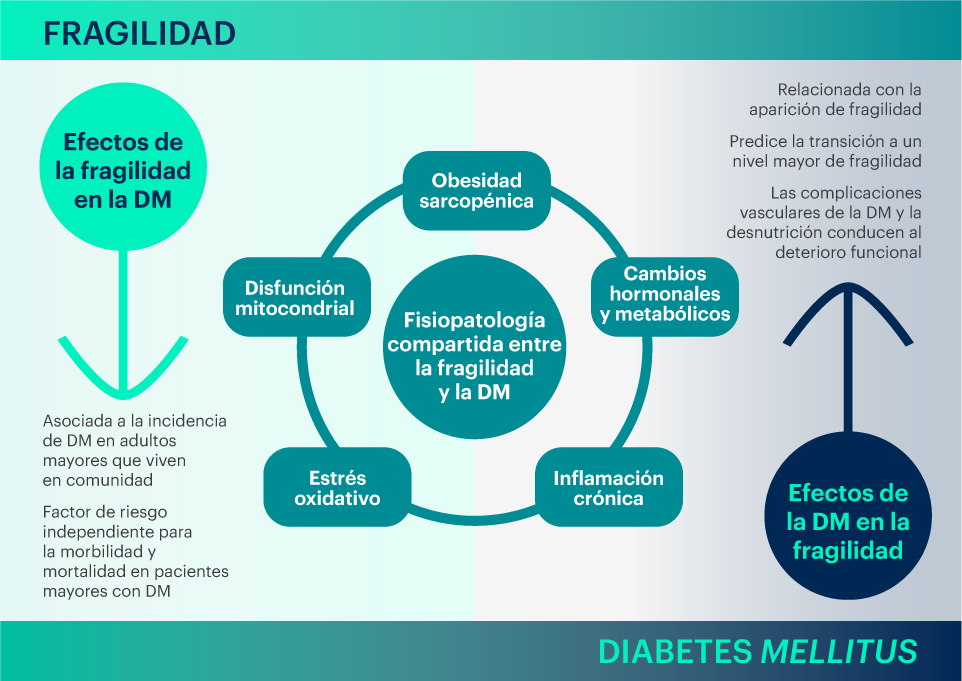 FRAGILIDAD
Efectos de
la fragilidad
en la DM
Asociada a la incidencia
de DM en adultos
mayores que viven
en comunidad
Factor de riesgo
independiente para
la morbilidad y
mortalidad en pacientes
mayores con DM
Obesidad
sarcopénica
Disfunción
mitocondrial
Cambios
hormonales
y metabólicos
Fisiopatología
compartida entre
la fragilidad
y la DM
Estrés
oxidativo
Inflamación
crónica
Relacionada con la
aparición de fragilidad
Predice la transición a un
nivel mayor de fragilidad
Las complicaciones
vasculares de la DM y la
desnutrición conducen al
deterioro funcional
Efectos de
la DM en la
fragilidad
DIABETES MELLITUS